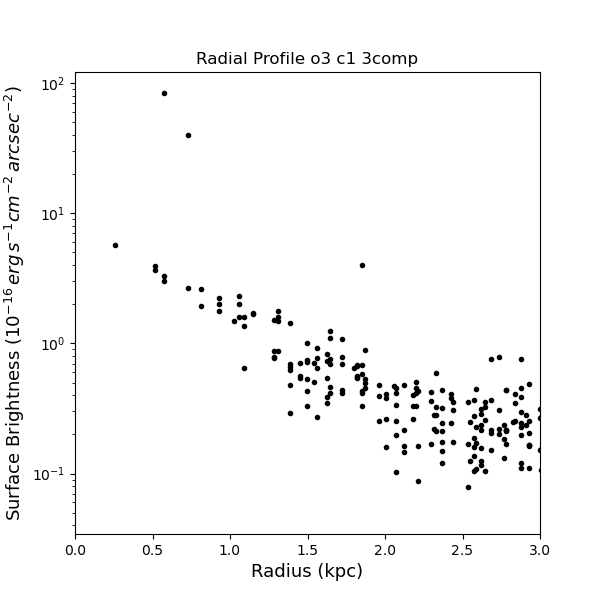 Radial Profile o3 c1 3comp
Surface Brightness (10⁻¹⁶ erg s⁻¹cm⁻² arcsec⁻²)
10²
10¹
10⁰
10⁻¹
0.0 0.5 1.0 1.5 2.0 2.5 3.0
Radius (kpc)